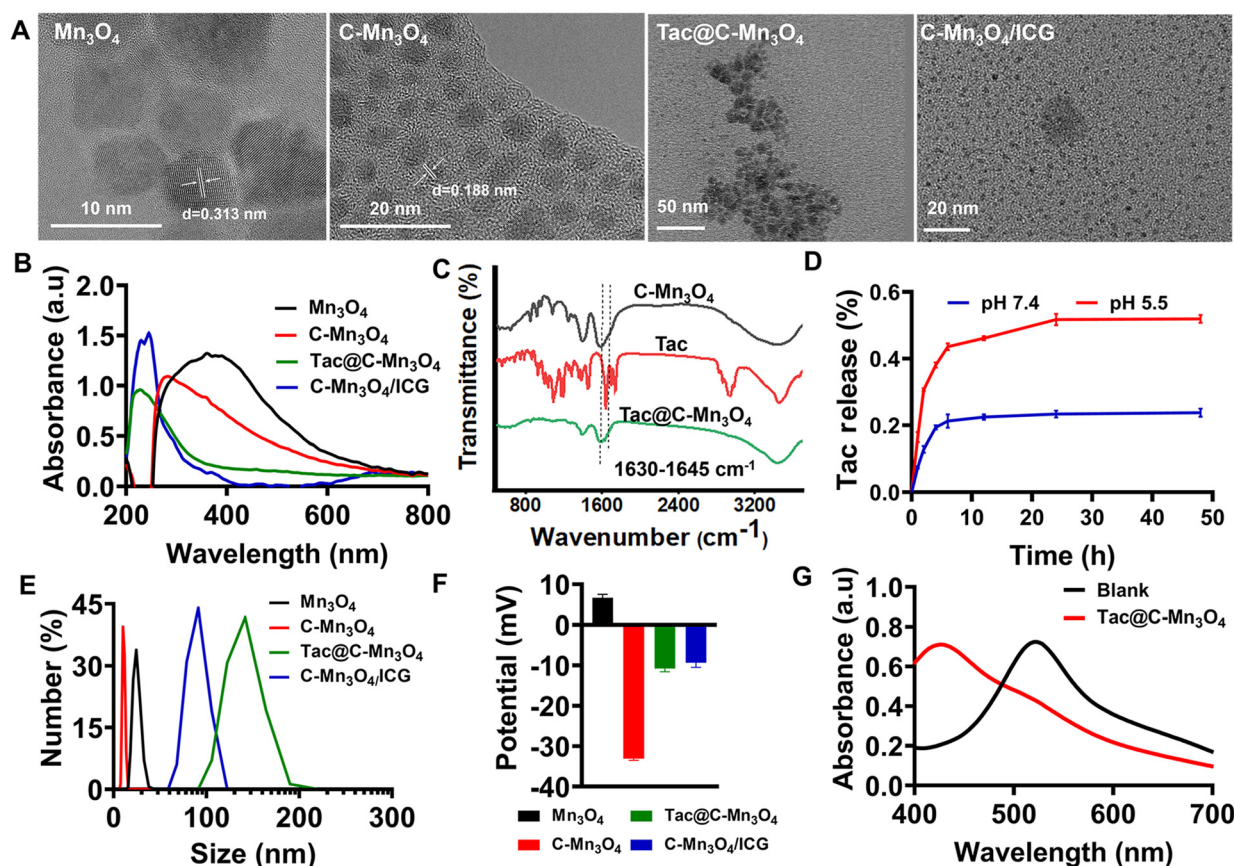 A
Mn₃O₄
C-Mn₃O₄
Tac@C-Mn₃O₄
C-Mn₃O₄/ICG
10 nm
d=0.313 nm
20 nm
d=0.188 nm
50 nm
20 nm
B
Absorbance (a.u)
2.0
1.5
1.0
0.5
0.0
200 400 600 800
Wavelength (nm)
Mn₃O₄
C-Mn₃O₄
Tac@C-Mn₃O₄
C-Mn₃O₄/ICG
C
Transmittance (%)
C-Mn₃O₄
Tac
Tac@C-Mn₃O₄
1630-1645 cm⁻¹
800 1600 2400 3200
Wavenumber (cm⁻¹)
D
Tac release (%)
0.6
0.4
0.2
0.0
pH 7.4 pH 5.5
0 10 20 30 40 50
Time (h)
E
Number (%)
45
30
15
0
0 100 200 300
Size (nm)
Mn₃O₄
C-Mn₃O₄
Tac@C-Mn₃O₄
C-Mn₃O₄/ICG
F
Potential (mV)
10
0
-10
-20
-30
-40
Mn₃O₄ Tac@C-Mn₃O₄
C-Mn₃O₄ C-Mn₃O₄/ICG
G
Absorbance (a.u)
1.0
0.8
0.6
0.4
0.2
0.0
Blank
Tac@C-Mn₃O₄
400 500 600 700
Wavelength (nm)